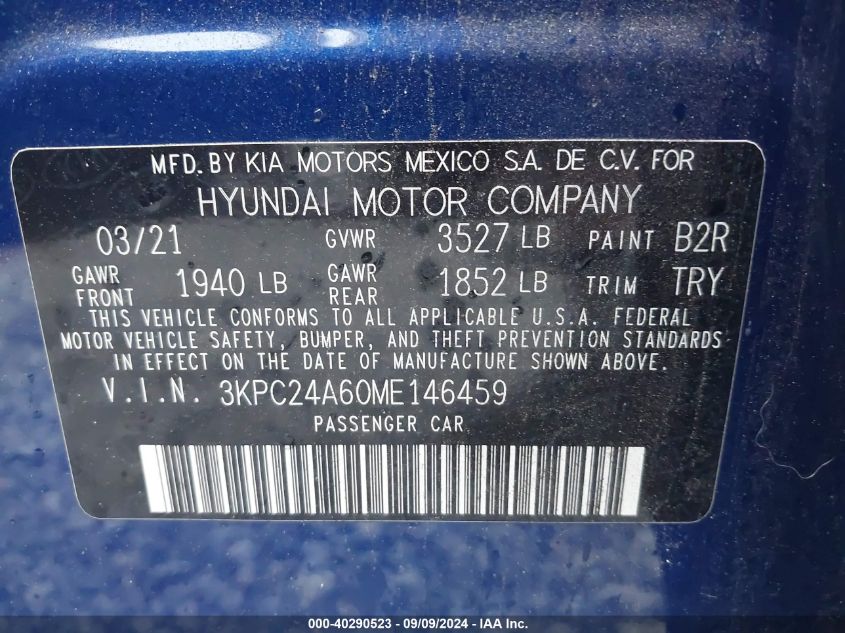 MFD. BY KIA MOTORS MEXICO S.A. DE C.V. FOR
HYUNDAI MOTOR COMPANY
03/21 GVWR 3527 LB PAINT B2R
GAWR FRONT 1940 LB GAWR REAR 1852 LB TRIM TRY
THIS VEHICLE CONFORMS TO ALL APPLICABLE U.S.A. FEDERAL
MOTOR VEHICLE SAFETY, BUMPER, AND THEFT PREVENTION STANDARDS
IN EFFECT ON THE DATE OF MANUFACTURE SHOWN ABOVE.
V.I.N. 3KPC24A60ME146459
PASSENGER CAR
000-40290523 - 09/09/2024 - IAAI.COM